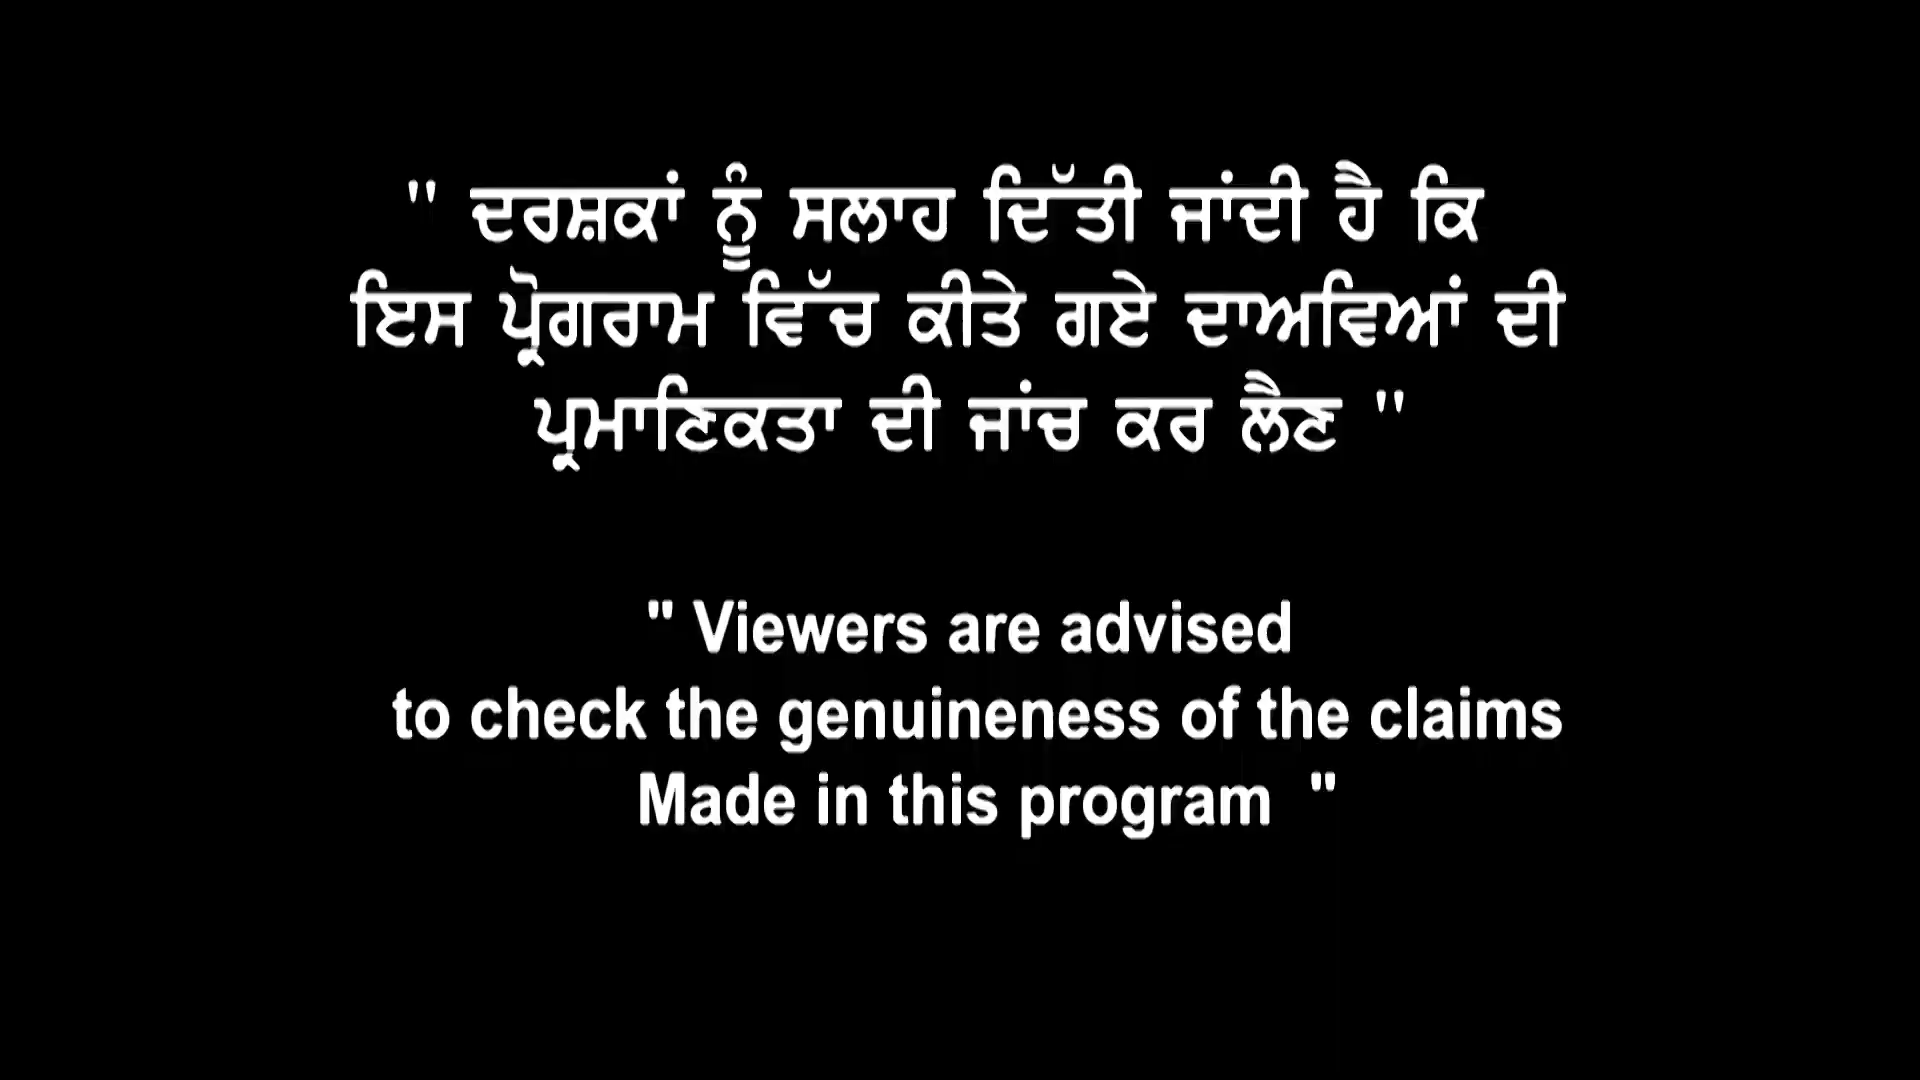 " ਦਰਸ਼ਕਾਂ ਨੂੰ ਸਲਾਹ ਦਿੱਤੀ ਜਾਂਦੀ ਹੈ ਕਿ
ਇਸ ਪ੍ਰੋਗਰਾਮ ਵਿੱਚ ਕੀਤੇ ਗਏ ਦਾਅਵਿਆਂ ਦੀ
ਪ੍ਰਮਾਣਿਕਤਾ ਦੀ ਜਾਂਚ ਕਰ ਲੈਣ "
" Viewers are advised
to check the genuineness of the claims
Made in this program "